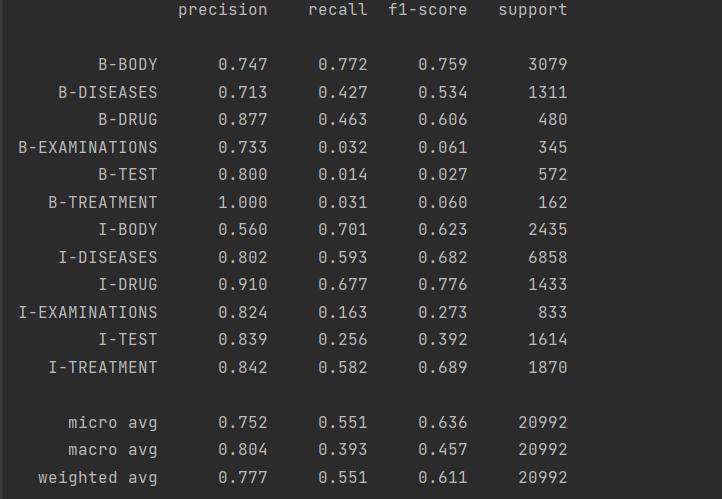 precision recall f1-score support
B-BODY 0.747 0.772 0.759 3079
B-DISEASES 0.713 0.427 0.534 1311
B-DRUG 0.877 0.463 0.606 480
B-EXAMINATIONS 0.733 0.032 0.061 345
B-TEST 0.800 0.014 0.027 572
B-TREATMENT 1.000 0.031 0.060 162
I-BODY 0.560 0.701 0.623 2435
I-DISEASES 0.802 0.593 0.682 6858
I-DRUG 0.910 0.677 0.776 1433
I-EXAMINATIONS 0.824 0.163 0.273 833
I-TEST 0.839 0.256 0.392 1614
I-TREATMENT 0.842 0.582 0.689 1870
micro avg 0.752 0.551 0.636 20992
macro avg 0.804 0.393 0.457 20992
weighted avg 0.777 0.551 0.611 20992